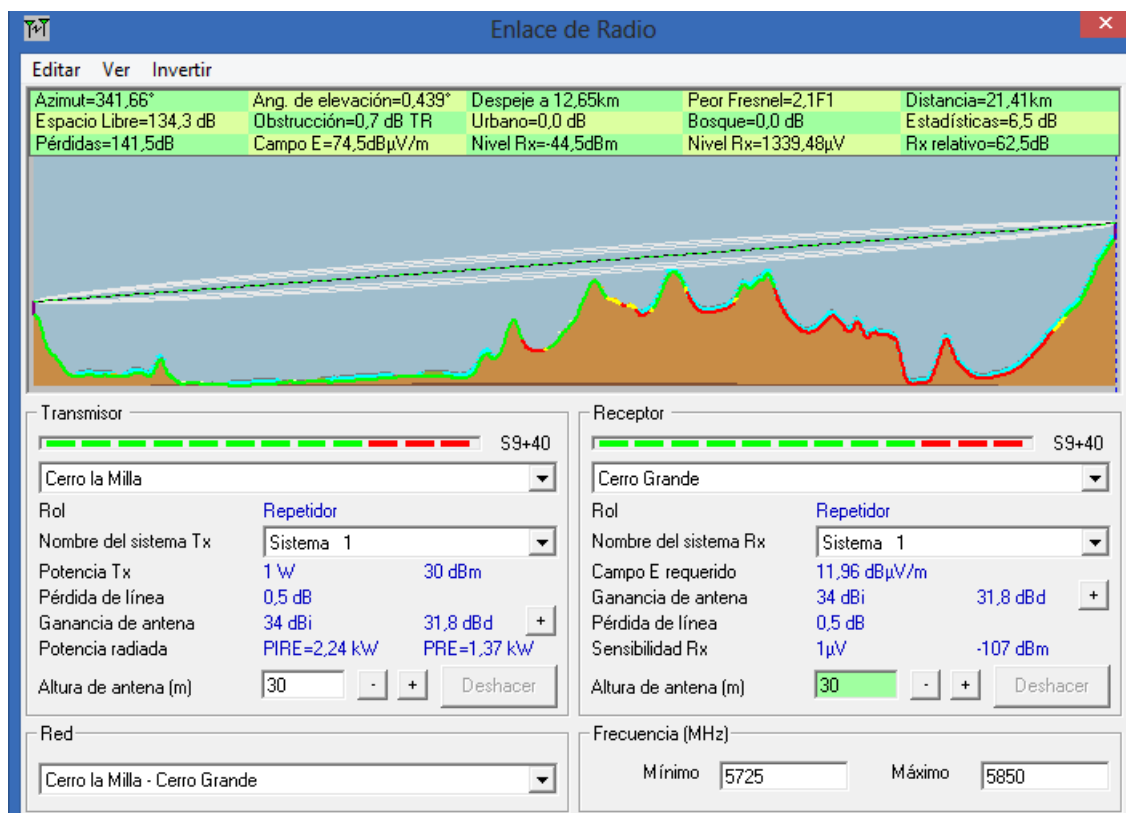 Enlace de Radio
Editar Ver Invertir
Azimut=341,66° Ang. de elevación=0,439° Despeje a 12,65km Peor Fresnel=2,1F1 Distancia=21,41km
Espacio Libre=134,3 dB Obstrucción=0,7 dB TR Urbano=0,0 dB Bosque=0,0 dB Estadísticas=6,5 dB
Pérdidas=141,5dB Campo E=74,5dBµV/m Nivel Rx=-44,5dBm Nivel Rx=1339,48µV Rx relativo=62,5dB
Transmisor
S9+40
Cerro la Milla
Rol Repetidor
Nombre del sistema Tx Sistema 1
Potencia Tx 1 W 30 dBm
Pérdida de línea 0,5 dB
Ganancia de antena 34 dBi 31,8 dBd +
Potencia radiada PIRE=2,24 kW PRE=1,37 kW
Altura de antena (m) 30 - + Deshacer
Receptor
S9+40
Cerro Grande
Rol Repetidor
Nombre del sistema Rx Sistema 1
Campo E requerido 11,96 dBµV/m
Ganancia de antena 34 dBi 31,8 dBd +
Pérdida de línea 0,5 dB
Sensibilidad Rx 1µV -107 dBm
Altura de antena (m) 30 - + Deshacer
Red
Cerro la Milla - Cerro Grande
Frecuencia (MHz)
Mínimo 5725 Máximo 5850